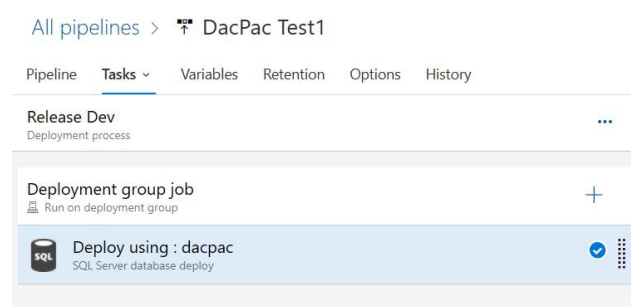 All pipelines > DacPac Test1
Pipeline Tasks Variables Retention Options History
Release Dev
Deployment process
Deployment group job
Run on deployment group
SQL
Deploy using : dacpac
SQL Server database deploy